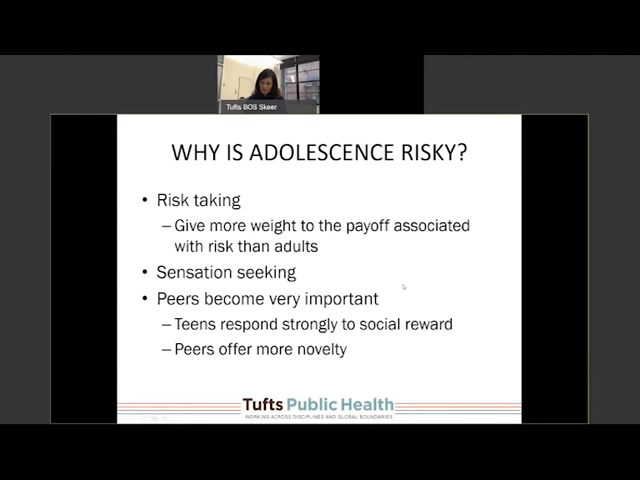 Tufts BOS Skeer
WHY IS ADOLESCENCE RISKY?
• Risk taking
– Give more weight to the payoff associated
with risk than adults
• Sensation seeking
• Peers become very important
– Teens respond strongly to social reward
– Peers offer more novelty
Tufts Public Health
WORKING ACROSS DISCIPLINES AND GLOBAL BOUNDARIES